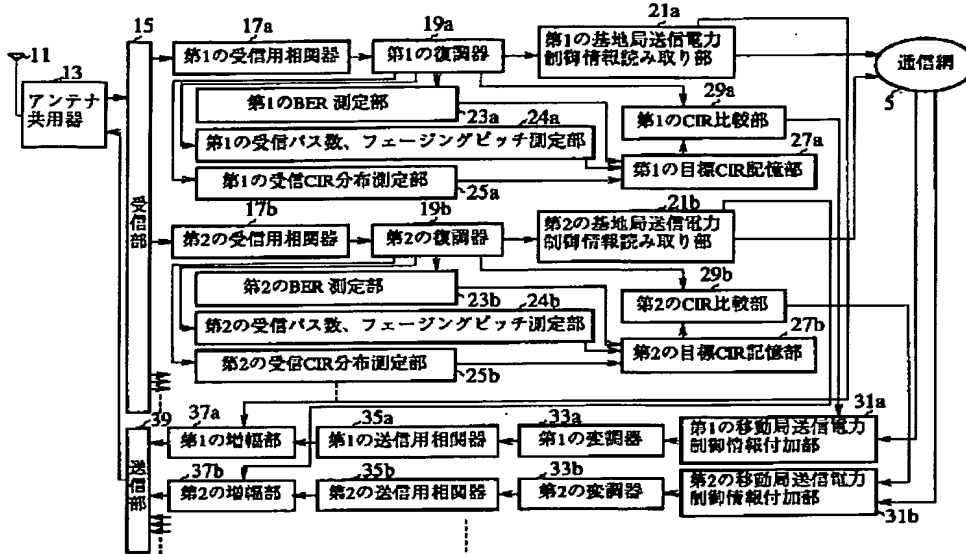 11
13
アンテナ
共用器
15
受信部
17a
第1の受信用相関器
19a
第1の復調器
21a
第1の基地局送信電力
制御情報読み取り部
通信網
5
第1のBER 測定部
23a
29a
第1のCIR比較部
24a
第1の受信パス数、フェージングピッチ測定部
27a
第1の目標CIR記憶部
第1の受信CIR分布測定部
25a
17b
第2の受信用相関器
19b
第2の復調器
21b
第2の基地局送信電力
制御情報読み取り部
第2のBER 測定部
23b
29b
第2のCIR比較部
24b
第2の受信パス数、フェージングピッチ測定部
27b
第2の目標CIR記憶部
第2の受信CIR分布測定部
25b
39
37a
第1の増幅部
35a
第1の送信用相関器
33a
第1の変調器
31a
第1の移動局送信電力
制御情報付加部
37b
第2の増幅部
35b
第2の送信用相関器
33b
第2の変調器
第2の移動局送信電力
制御情報付加部
31b